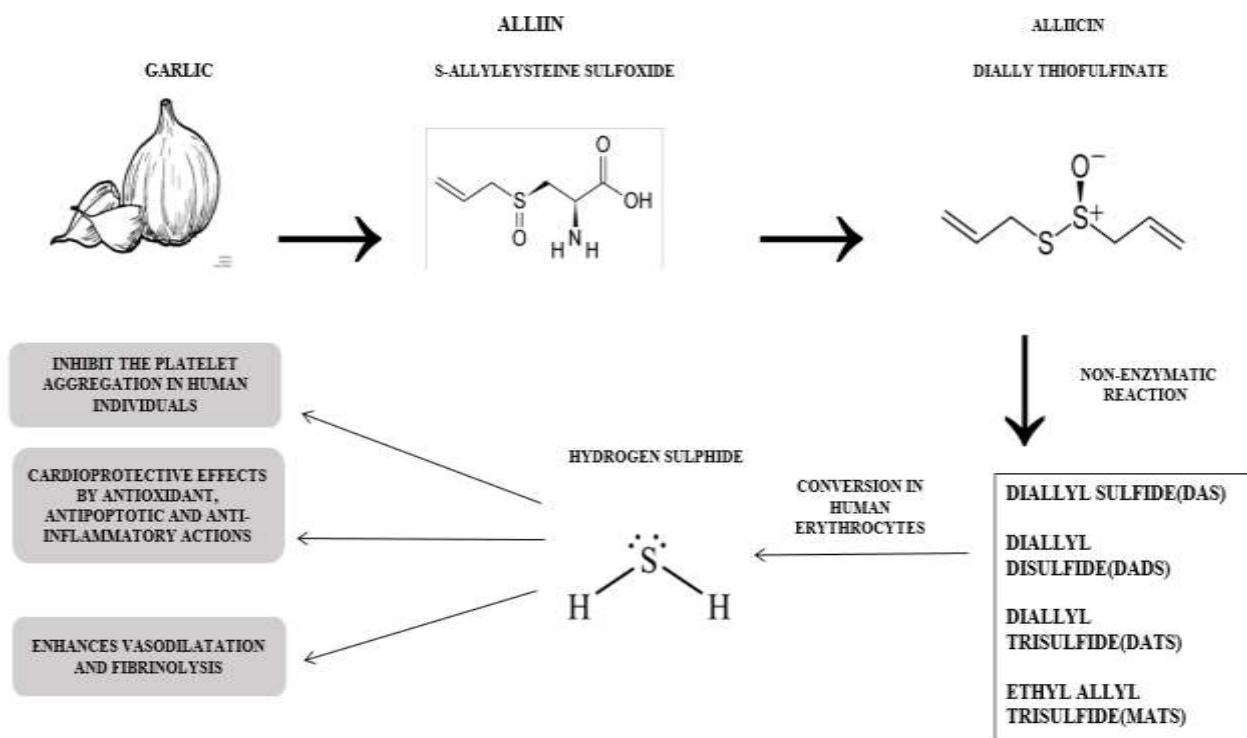 ALLIIN
ALLIICIN
GARLIC
S-ALLYLEYSTEINE SULFOXIDE
DIALLY THIOFULFINATE
O
OH
S
O
N
H H
O−
S+
S
NON-ENZYMATIC
REACTION
INHIBIT THE PLATELET
AGGREGATION IN HUMAN
INDIVIDUALS
CARDIOPROTECTIVE EFFECTS
BY ANTIOXIDANT,
ANTIPOPTOTIC AND ANTI-
INFLAMMATORY ACTIONS
ENHANCES VASODILATATION
AND FIBRINOLYSIS
HYDROGEN SULPHIDE
S
H H
CONVERSION IN
HUMAN
ERYTHROCYTES
DIALLYL SULFIDE(DAS)
DIALLYL
DISULFIDE(DADS)
DIALLYL
TRISULFIDE(DATS)
ETHYL ALLYL
TRISULFIDE(MATS)